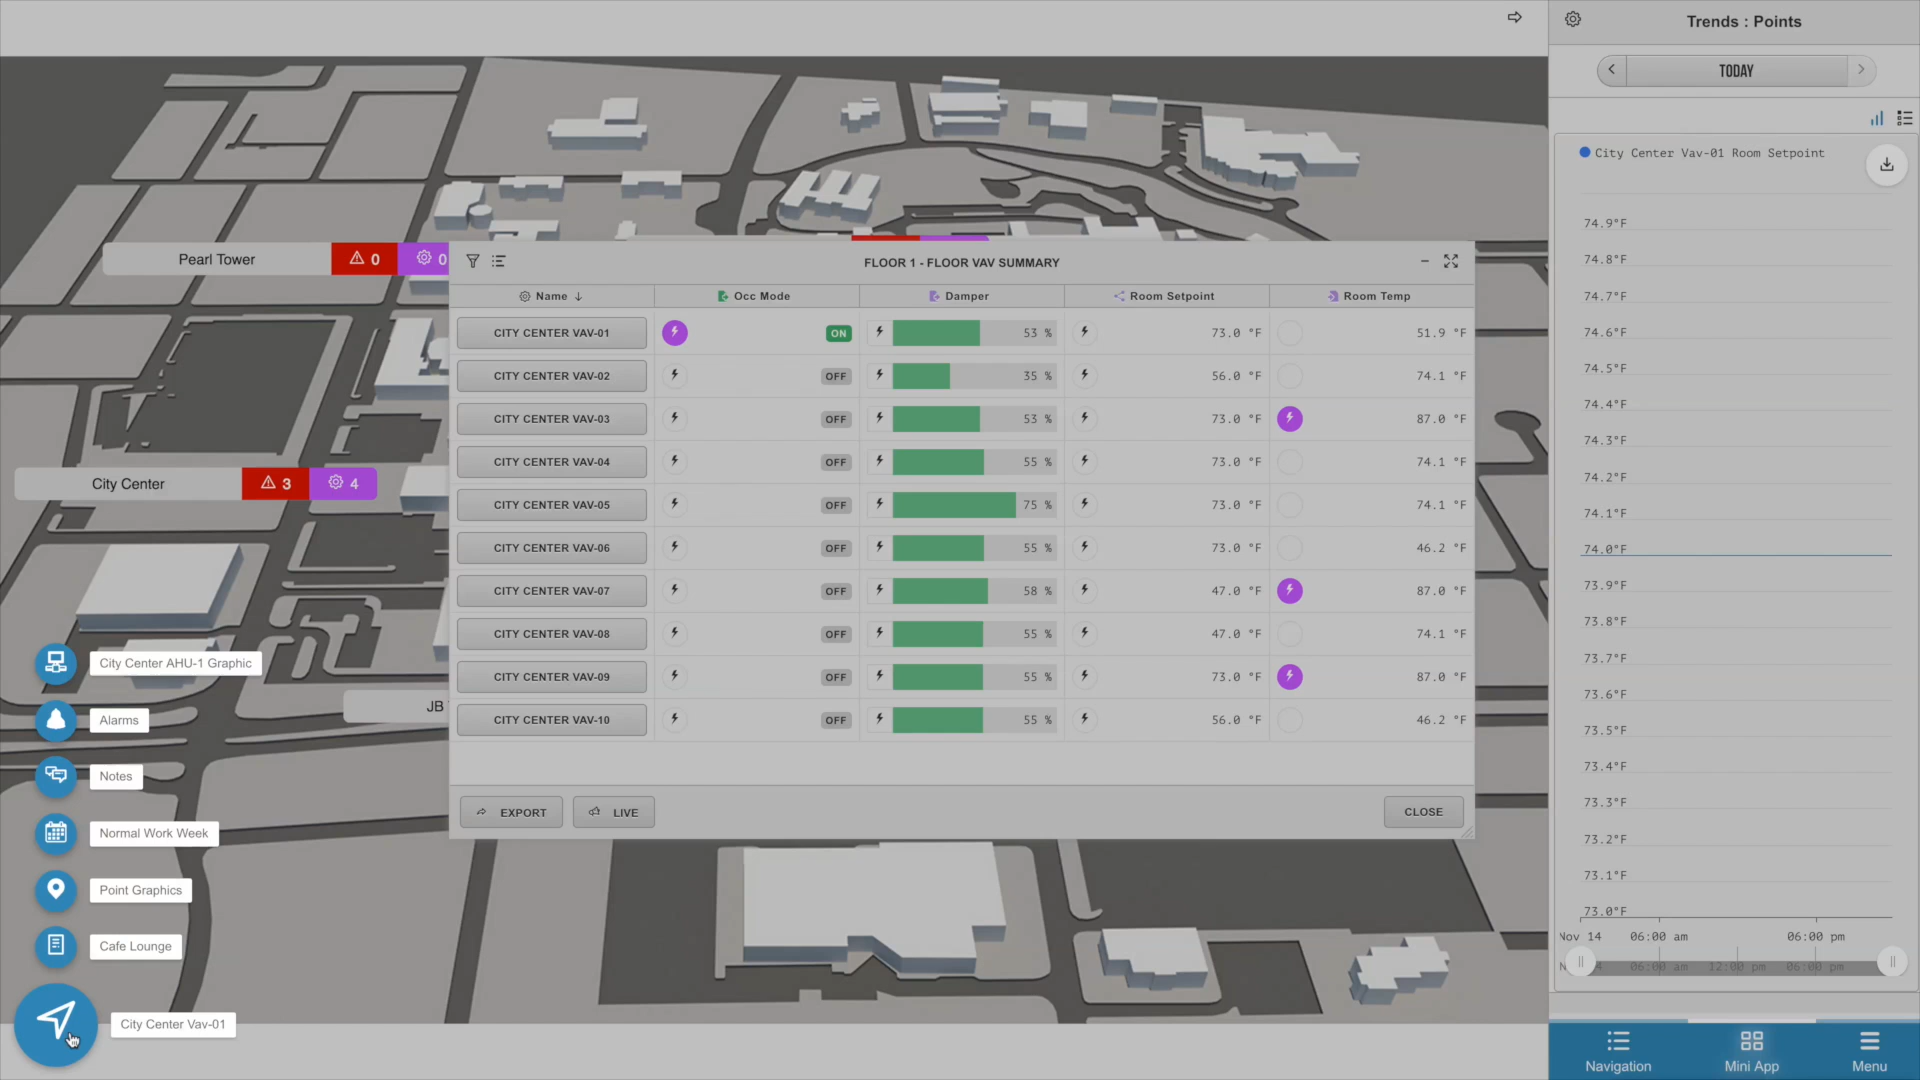 Trends : Points
TODAY
City Center Vav-01 Room Setpoint
74.9°F
74.8°F
74.7°F
74.6°F
74.5°F
74.4°F
74.3°F
74.2°F
74.1°F
74.0°F
73.9°F
73.8°F
73.7°F
73.6°F
73.5°F
73.4°F
73.3°F
73.2°F
73.1°F
73.0°F
Nov 14 06:00 am 06:00 pm
06:00 am 12:00 pm 06:00 pm
Navigation Mini App Menu
Pearl Tower 0 0
City Center 3 4
JB
FLOOR 1 - FLOOR VAV SUMMARY
Name Occ Mode Damper Room Setpoint Room Temp
CITY CENTER VAV-01 ON 53 % 73.0 °F 51.9 °F
CITY CENTER VAV-02 OFF 35 % 56.0 °F 74.1 °F
CITY CENTER VAV-03 OFF 53 % 73.0 °F 87.0 °F
CITY CENTER VAV-04 OFF 55 % 73.0 °F 74.1 °F
CITY CENTER VAV-05 OFF 75 % 73.0 °F 74.1 °F
CITY CENTER VAV-06 OFF 55 % 73.0 °F 46.2 °F
CITY CENTER VAV-07 OFF 58 % 47.0 °F 87.0 °F
CITY CENTER VAV-08 OFF 55 % 47.0 °F 74.1 °F
CITY CENTER VAV-09 OFF 55 % 73.0 °F 87.0 °F
CITY CENTER VAV-10 OFF 55 % 56.0 °F 46.2 °F
EXPORT LIVE CLOSE
City Center AHU-1 Graphic
Alarms
Notes
Normal Work Week
Point Graphics
Cafe Lounge
City Center Vav-01